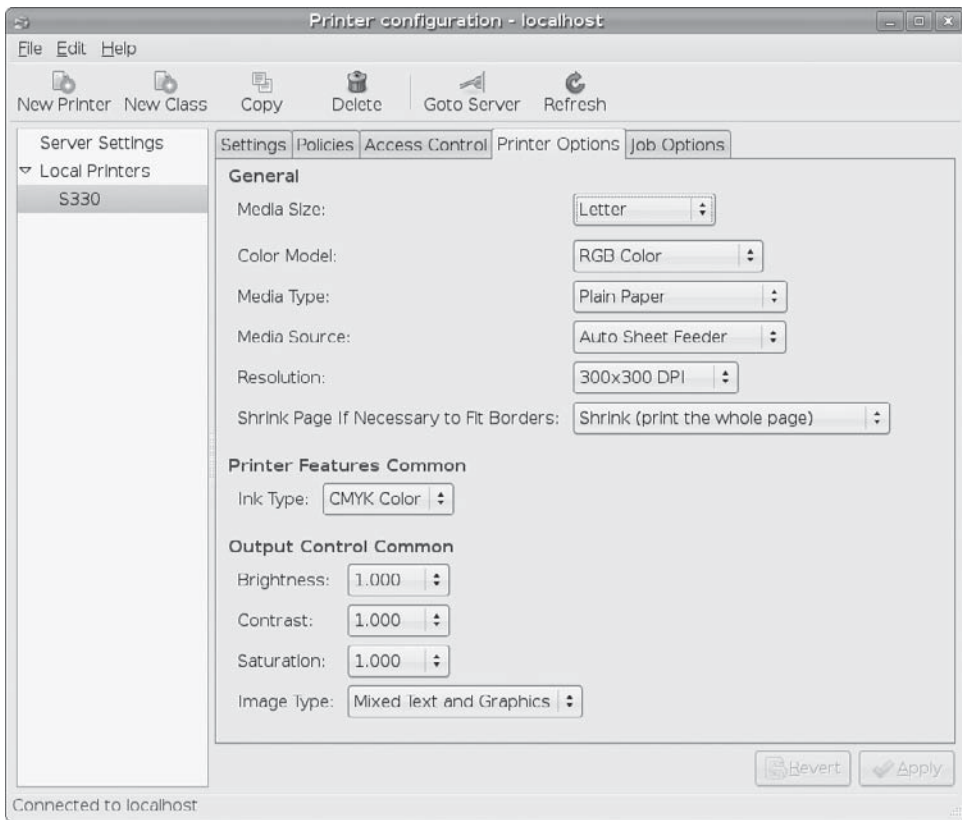 Printer configuration - localhost
File Edit Help
New Printer New Class Copy Delete Goto Server Refresh
Server Settings
Local Printers
S330
Settings Policies Access Control Printer Options Job Options
General
Media Size: Letter
Color Model: RGB Color
Media Type: Plain Paper
Media Source: Auto Sheet Feeder
Resolution: 300x300 DPI
Shrink Page If Necessary to Fit Borders: Shrink (print the whole page)
Printer Features Common
Ink Type: CMYK Color
Output Control Common
Brightness: 1.000
Contrast: 1.000
Saturation: 1.000
Image Type: Mixed Text and Graphics
Revert Apply
Connected to localhost